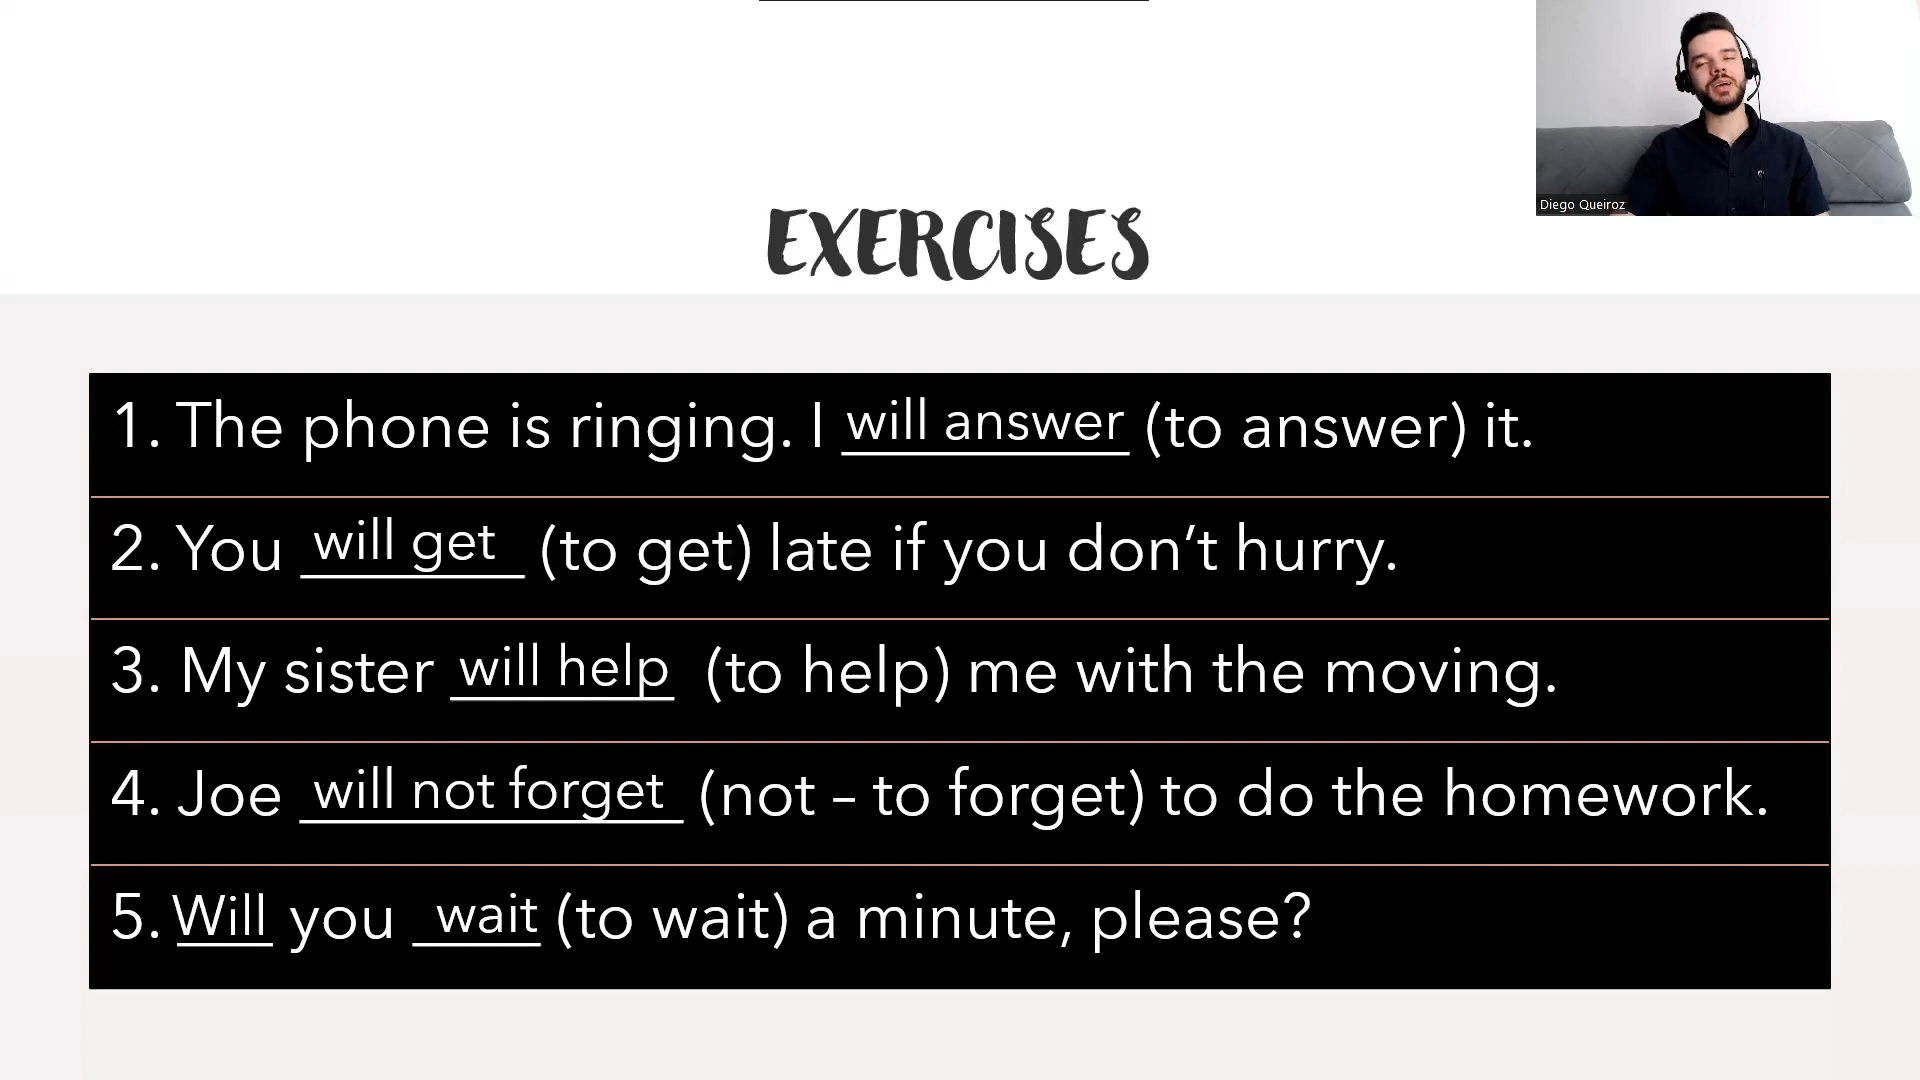 Diego Queiroz
EXERCISES
1. The phone is ringing. I will answer (to answer) it.
2. You will get (to get) late if you don’t hurry.
3. My sister will help (to help) me with the moving.
4. Joe will not forget (not – to forget) to do the homework.
5. Will you wait (to wait) a minute, please?